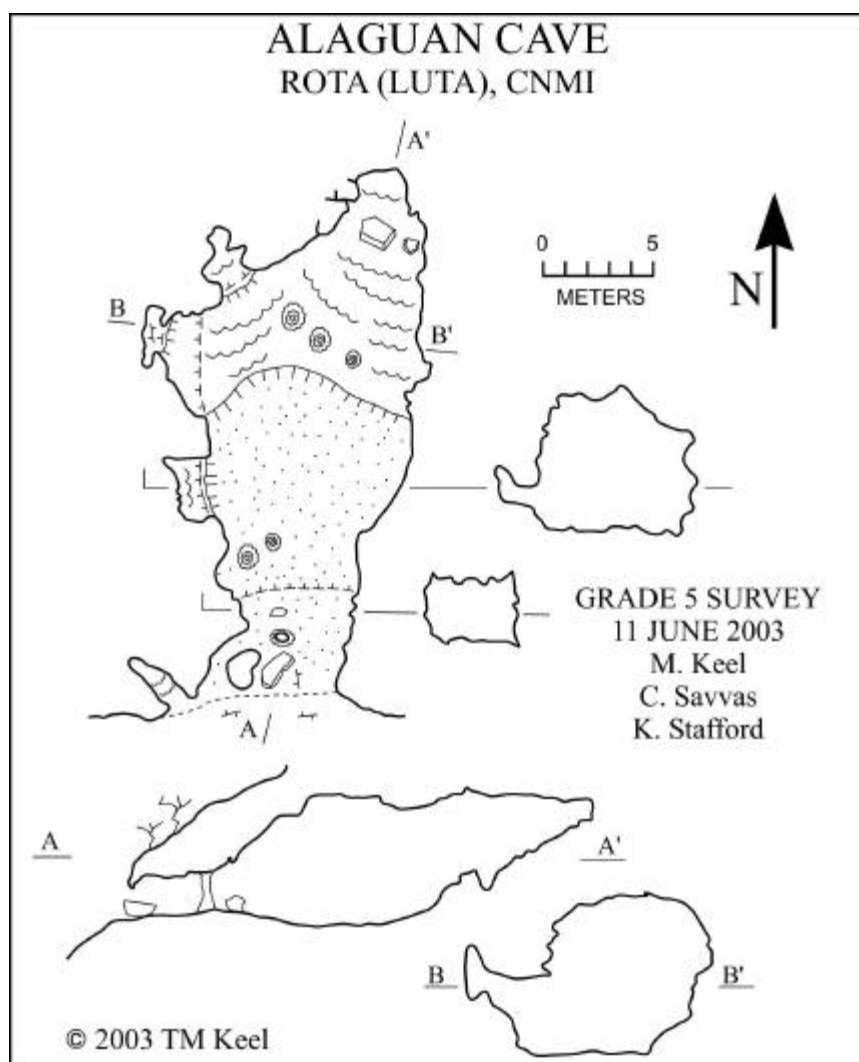 ALAGUAN CAVE
ROTA (LUTA), CNMI
A'
0 5
METERS
N
B
B'
GRADE 5 SURVEY
11 JUNE 2003
M. Keel
C. Savvas
K. Stafford
A
A
A'
B
B'
© 2003 TM Keel